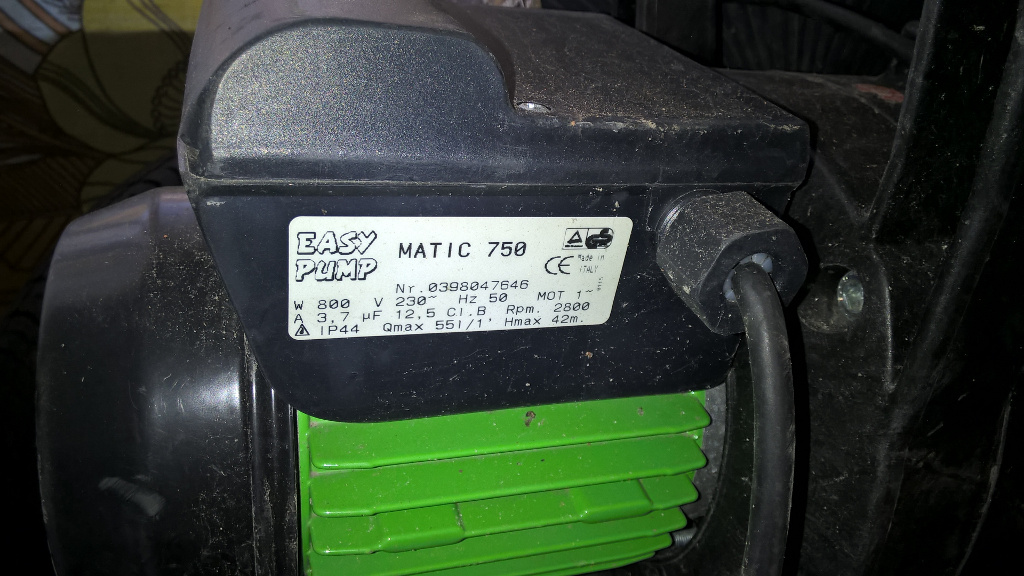 EASY PUMP
MATIC 750
CE
Made in ITALY
Nr.0398047646
W 800 V 230~ Hz 50 MOT 1~
A 3,7 µF 12,5 Cl.B Rpm. 2800
IP44 Qmax 55l/1' Hmax 42m.